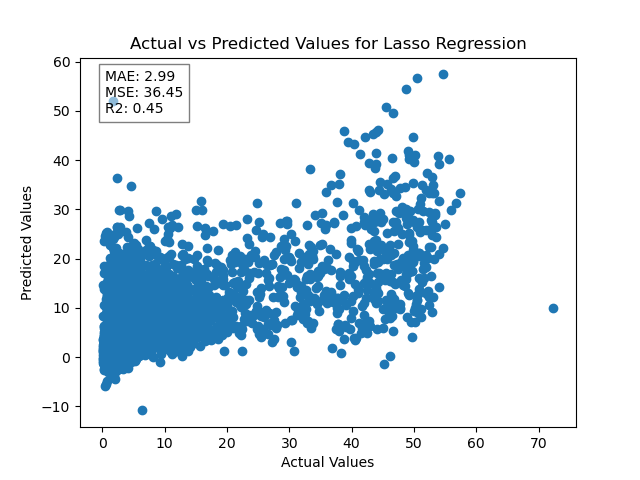 Actual vs Predicted Values for Lasso Regression
MAE: 2.99
MSE: 36.45
R2: 0.45
60
50
40
30
20
10
0
−10
Predicted Values
0 10 20 30 40 50 60 70
Actual Values